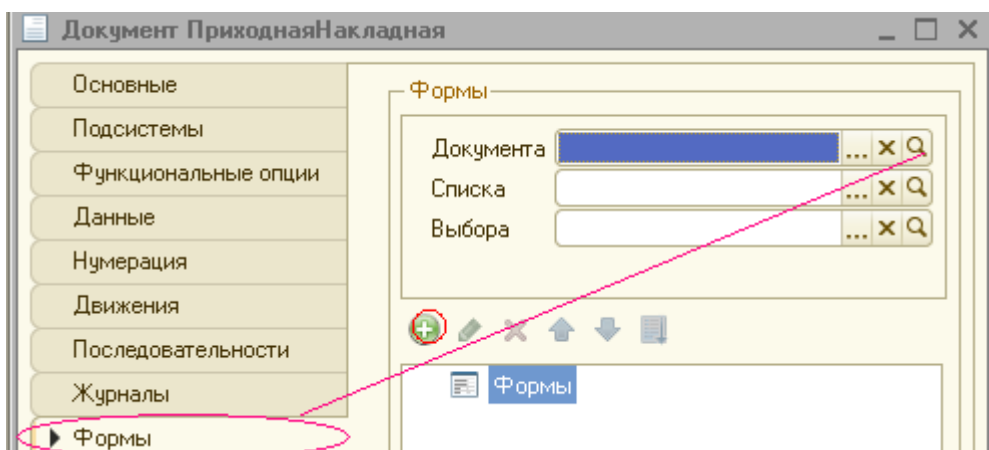 Документ ПриходнаяНакладная
Основные
Подсистемы
Функциональные опции
Данные
Нумерация
Движения
Последовательности
Журналы
Формы
Формы
Документа ...
Списка ...
Выбора ...
Формы